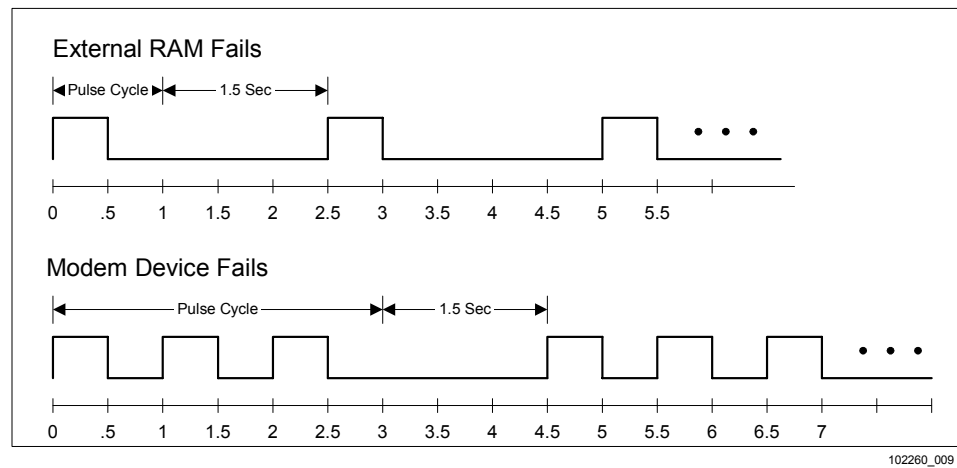 External RAM Fails
Pulse Cycle 1.5 Sec
0 .5 1 1.5 2 2.5 3 3.5 4 4.5 5 5.5
Modem Device Fails
Pulse Cycle 1.5 Sec
0 .5 1 1.5 2 2.5 3 3.5 4 4.5 5 5.5 6 6.5 7
102260_009